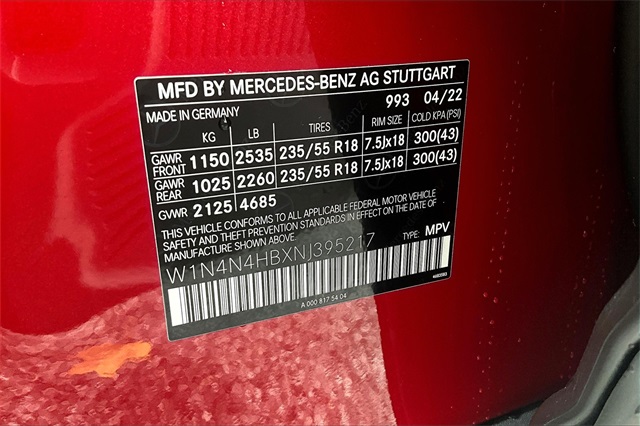 MFD BY MERCEDES-BENZ AG STUTTGART
MADE IN GERMANY 993 04/22
KG LB TIRES RIM SIZE COLD KPA(PSI)
GAWR FRONT 1150 2535 235/55 R18 7.5Jx18 300(43)
GAWR REAR 1025 2260 235/55 R18 7.5Jx18 300(43)
GVWR 2125 4685
THIS VEHICLE CONFORMS TO ALL APPLICABLE FEDERAL MOTOR VEHICLE
SAFETY AND THEFT PREVENTION STANDARDS IN EFFECT ON THE DATE OF
MANUFACTURE SHOWN ABOVE.
W1N4N4HBXNJ395217 TYPE: MPV
A 000 817 54 04